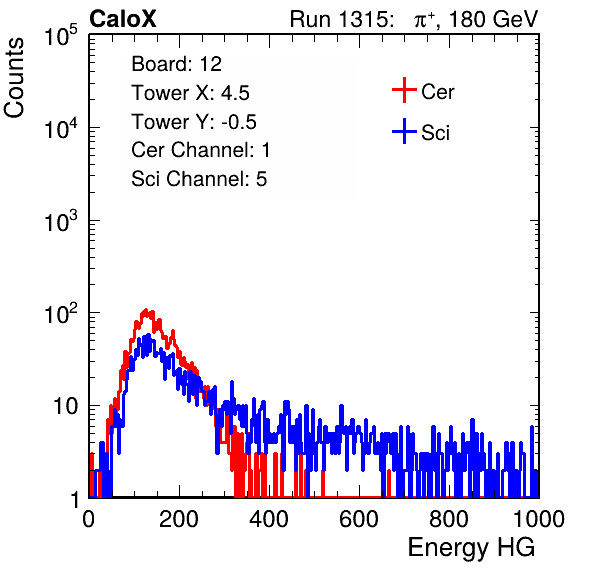 CaloX Run 1315: π⁺, 180 GeV
Board: 12
Tower X: 4.5
Tower Y: -0.5
Cer Channel: 1
Sci Channel: 5
Cer
Sci
Counts
10⁵
10⁴
10³
10²
10
1
0 200 400 600 800 1000
Energy HG